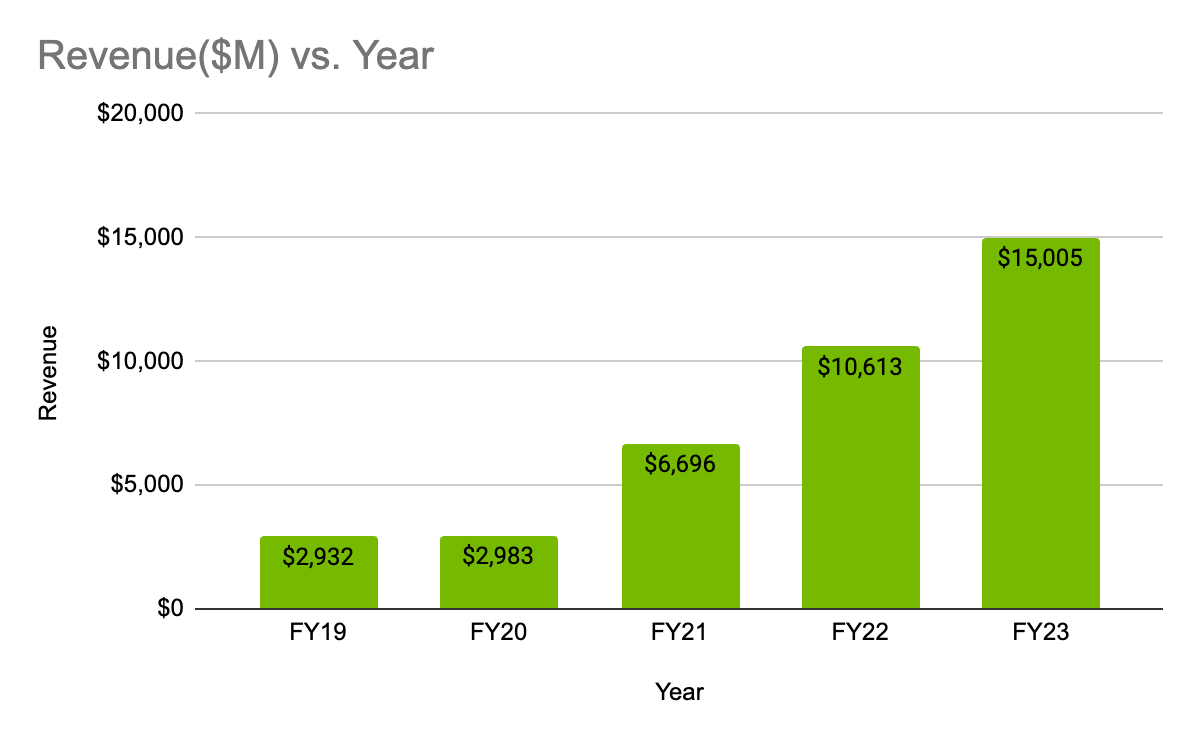 Revenue($M) vs. Year
$20,000
$15,000
$10,000
$5,000
$0
Revenue
$2,932
$2,983
$6,696
$10,613
$15,005
FY19
FY20
FY21
FY22
FY23
Year